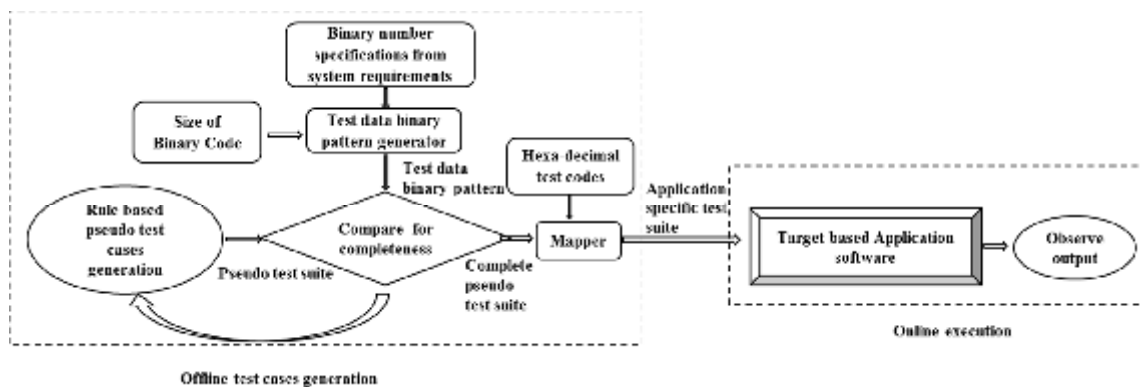 Binary number
specifications from
system requirements
Size of
Binary Code
Test data binary
pattern generator
Test data
binary pattern
Hexa-decimal
test codes
Rule based
pseudo test
cases
generation
Compare for
completeness
Pseudo test suite
Complete
pseudo
test suite
Mapper
Application
specific test
suite
Target based Application
software
Observe
output
Online execution
Offline test cases generation